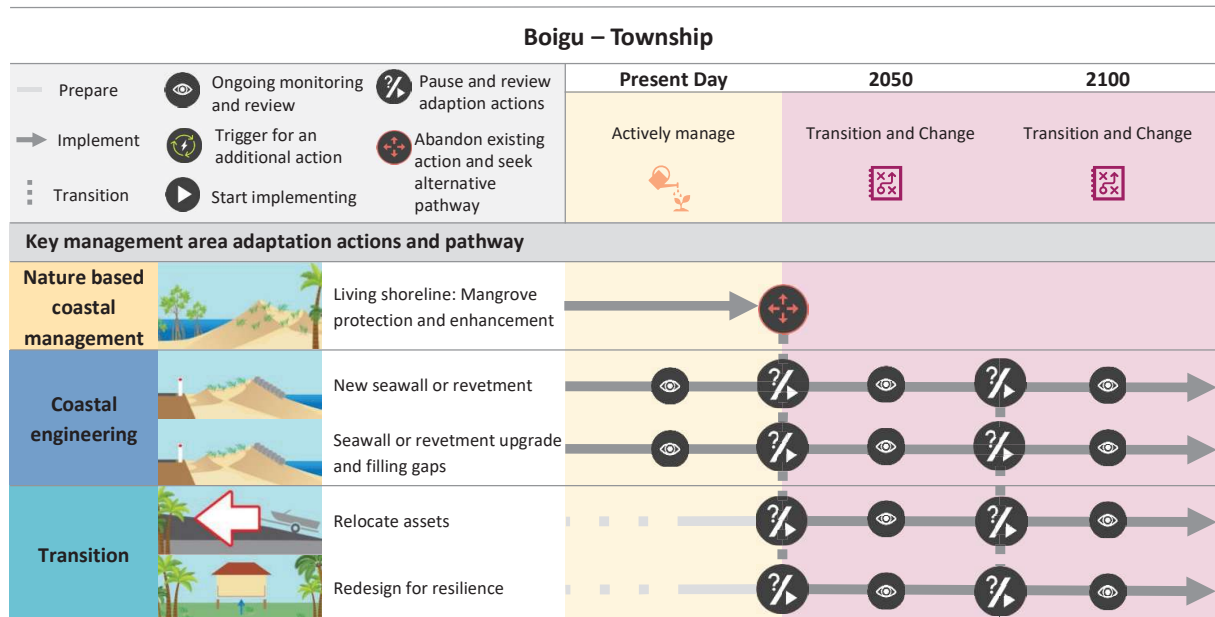 Boigu – Township
Prepare
Ongoing monitoring
and review
Pause and review
adaption actions
Implement
Trigger for an
additional action
Abandon existing
action and seek
alternative
pathway
Transition
Start implementing
Present Day
2050
2100
Actively manage
Transition and Change
Transition and Change
Key management area adaptation actions and pathway
Nature based
coastal
management
Living shoreline: Mangrove
protection and enhancement
Coastal
engineering
New seawall or revetment
Seawall or revetment upgrade
and filling gaps
Transition
Relocate assets
Redesign for resilience